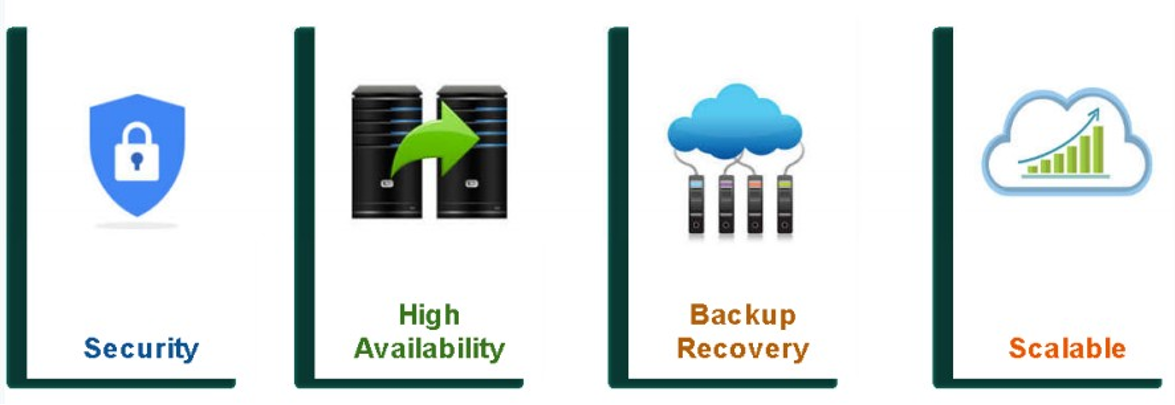 Security
High
Availability
Backup
Recovery
Scalable